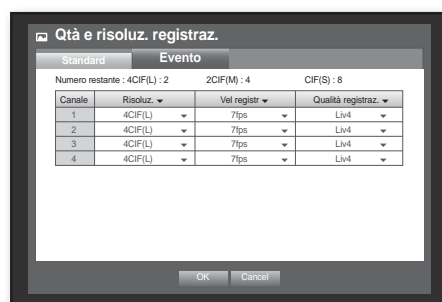 Qtà e risoluz. registraz.
Standard Evento
Numero restante : 4CIF(L) : 2 2CIF(M) : 4 CIF(S) : 8
Canale Risoluz. Vel registr Qualità registraz.
1 4CIF(L) 7fps Liv4
2 4CIF(L) 7fps Liv4
3 4CIF(L) 7fps Liv4
4 4CIF(L) 7fps Liv4
OK Cancel